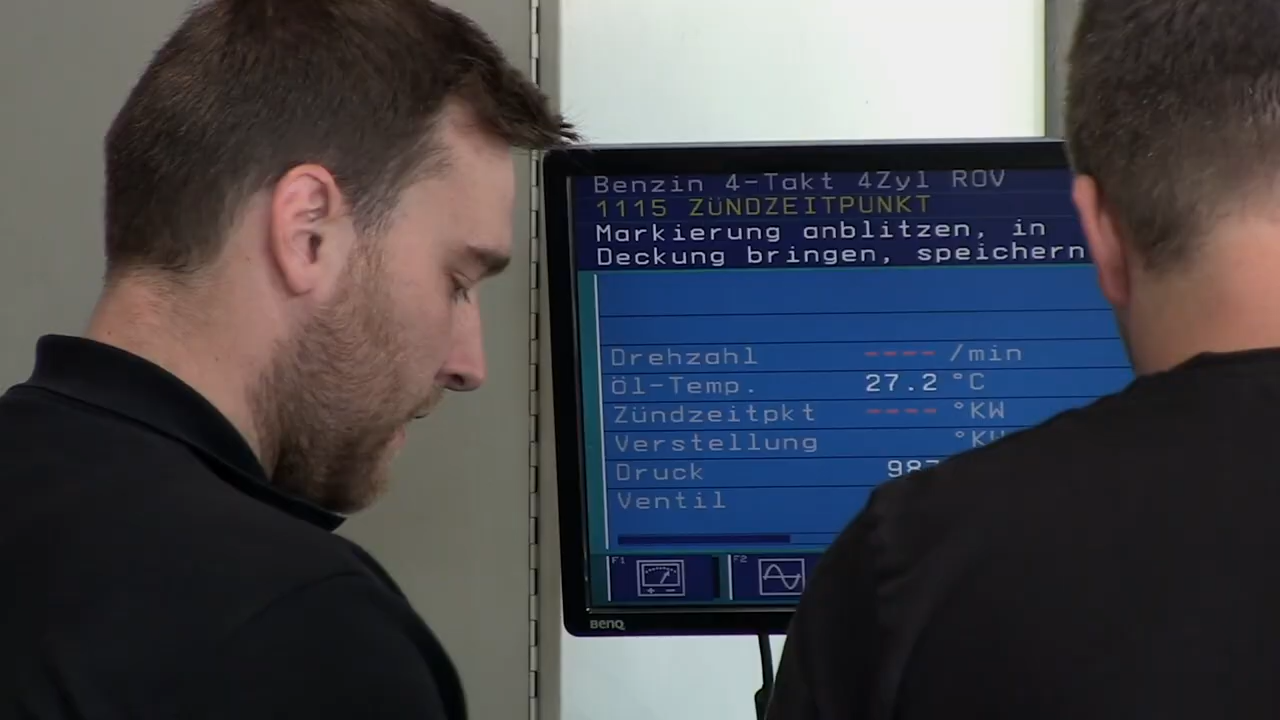 Benzin 4-Takt 4Zyl ROV
1115 ZüNDZEITPUNKT
Markierung anblitzen, in
Deckung bringen, speichern
Drehzahl ---- /min
Öl-Temp. 27.2 °C
Zündzeitpkt ---- °KW
Verstellung °KW
Druck
Ventil
F1 F2
BenQ